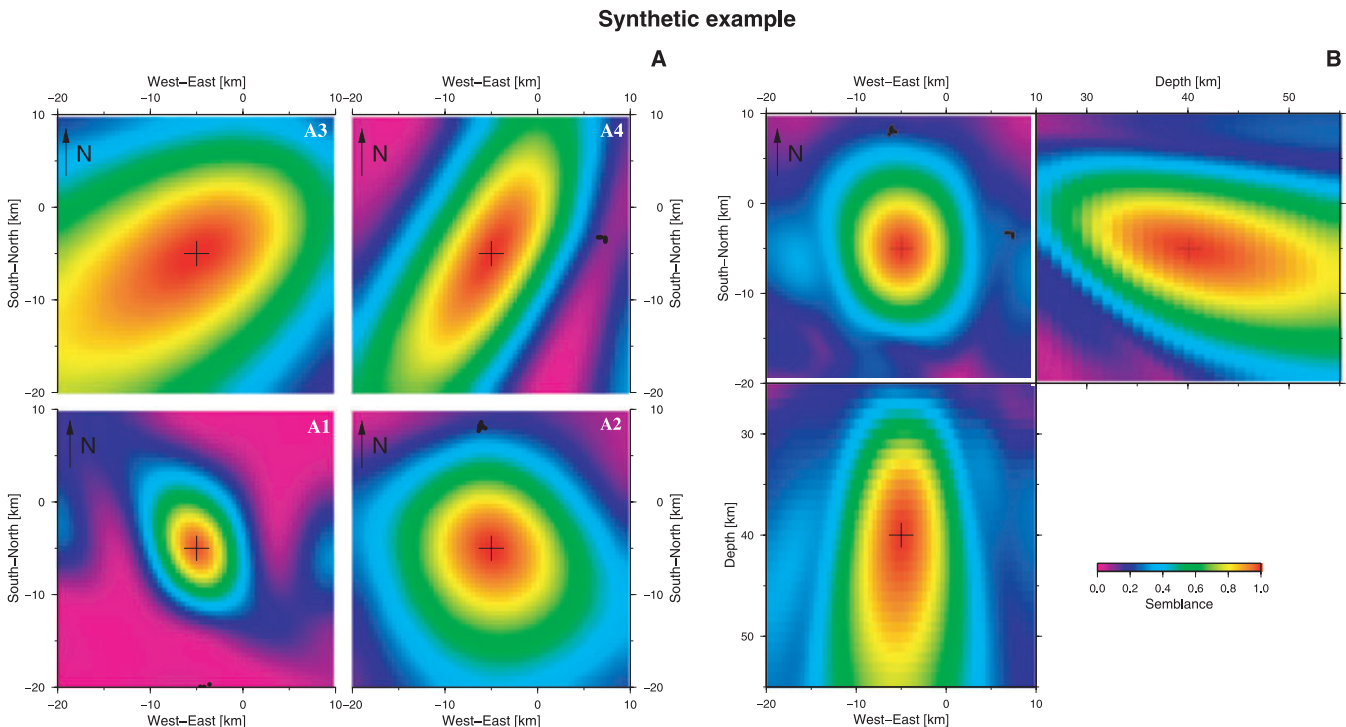 Synthetic example
A
B
West−East [km]
West−East [km]
West−East [km]
Depth [km]
−20 −10 0 10
−20 −10 0 10
−20 −10 0 10
30 40 50
A3
N
South−North [km]
10
0
−10
−20
A4
N
South−North [km]
10
0
−10
−20
N
South−North [km]
10
0
−10
−20
A1
N
South−North [km]
10
0
−10
−20
−20 −10 0 10
West−East [km]
A2
N
South−North [km]
10
0
−10
−20
−20 −10 0 10
West−East [km]
Depth [km]
30
40
50
−20 −10 0 10
West−East [km]
0.0 0.2 0.4 0.6 0.8 1.0
Semblance